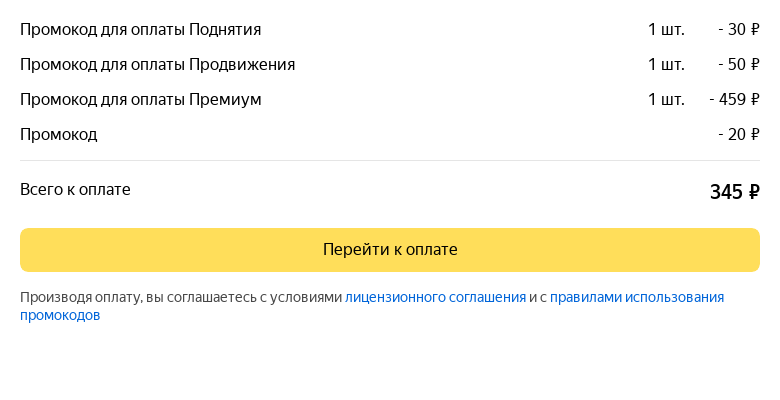 Промокод для оплаты Поднятия 1 шт. - 30 ₽
Промокод для оплаты Продвижения 1 шт. - 50 ₽
Промокод для оплаты Премиум 1 шт. - 459 ₽
Промокод - 20 ₽
Всего к оплате 345 ₽
Перейти к оплате
Производя оплату, вы соглашаетесь с условиями лицензионного соглашения и с правилами использования
промокодов